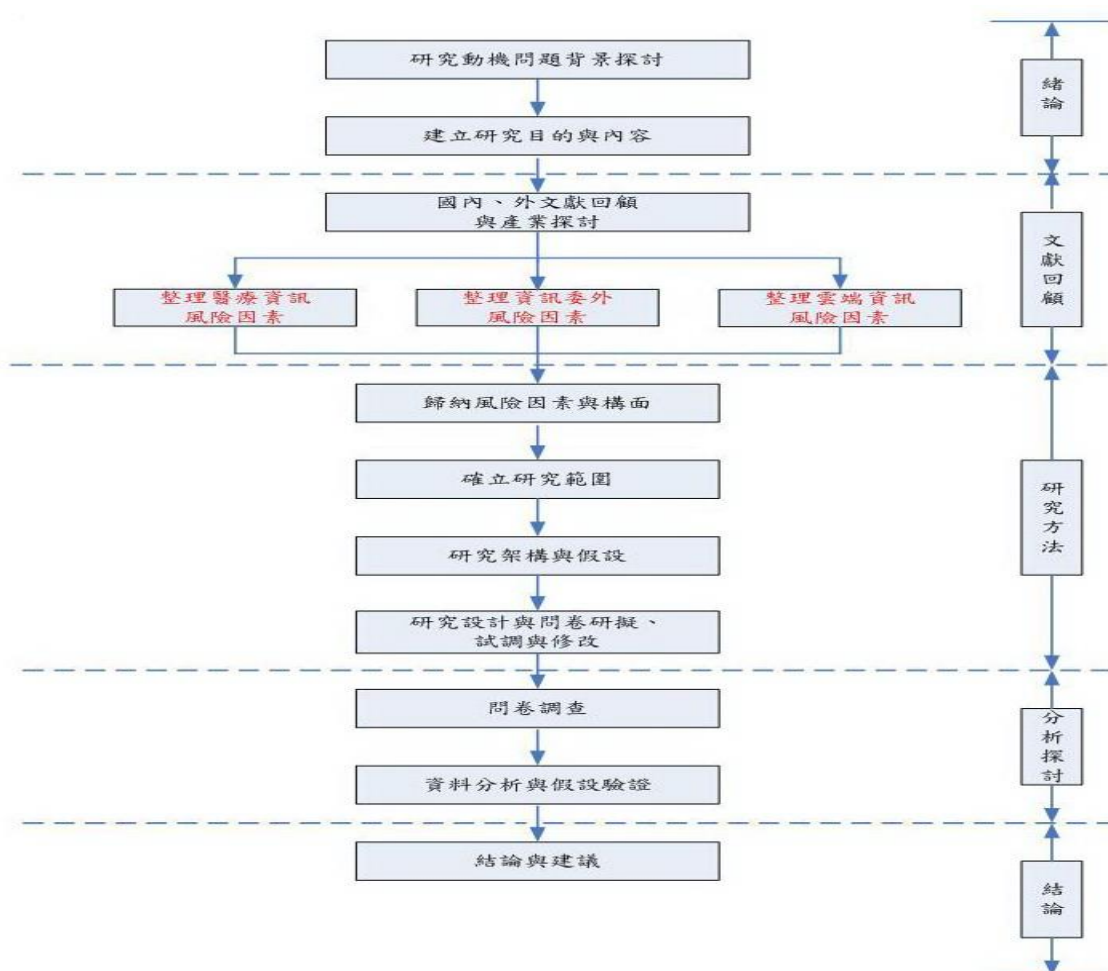 研究動機問題背景探討
建立研究目的與內容
緒論
國內、外文獻回顧
與產業探討
整理醫療資訊
風險因素
整理資訊委外
風險因素
整理雲端資訊
風險因素
文獻回顧
歸納風險因素與構面
確立研究範圍
研究架構與假設
研究設計與問卷研擬、
試調與修改
研究方法
問卷調查
資料分析與假設驗證
分析探討
結論與建議
結論